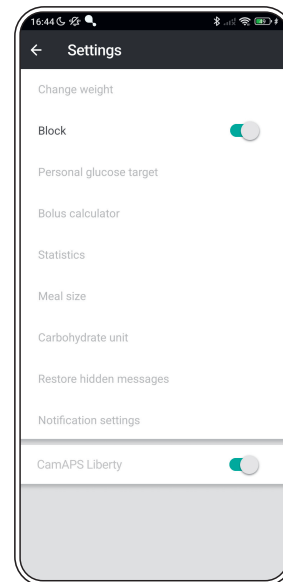 16:44
Settings
Change weight
Block
Personal glucose target
Bolus calculator
Statistics
Meal size
Carbohydrate unit
Restore hidden messages
Notification settings
CamAPS Liberty